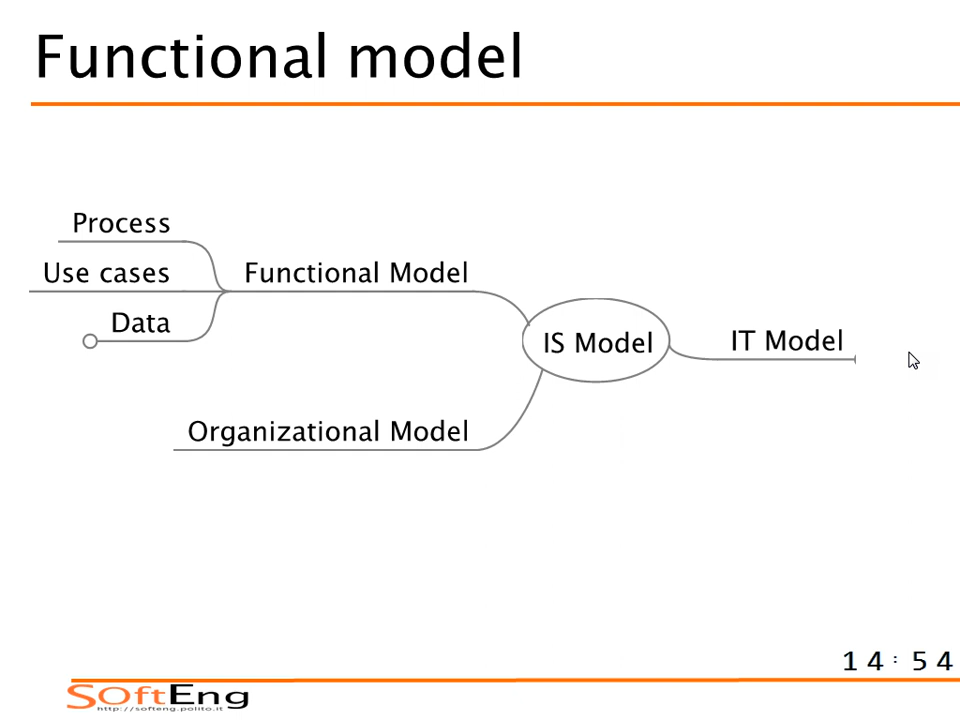 Functional model
Process
Use cases
Functional Model
Data
IS Model
IT Model
Organizational Model
14:54
SoftEng
http://softeng.polito.it